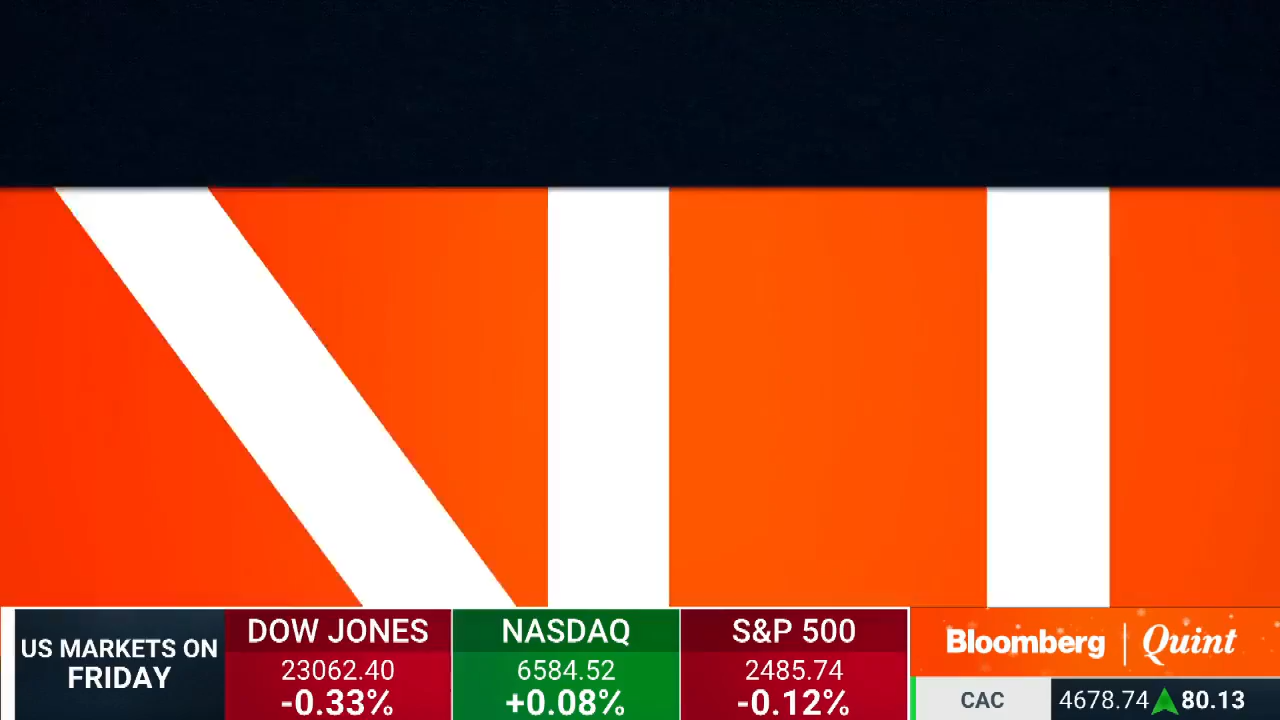 US MARKETS ON
FRIDAY
DOW JONES
23062.40
-0.33%
NASDAQ
6584.52
+0.08%
S&P 500
2485.74
-0.12%
Bloomberg | Quint
CAC 4678.74 80.13